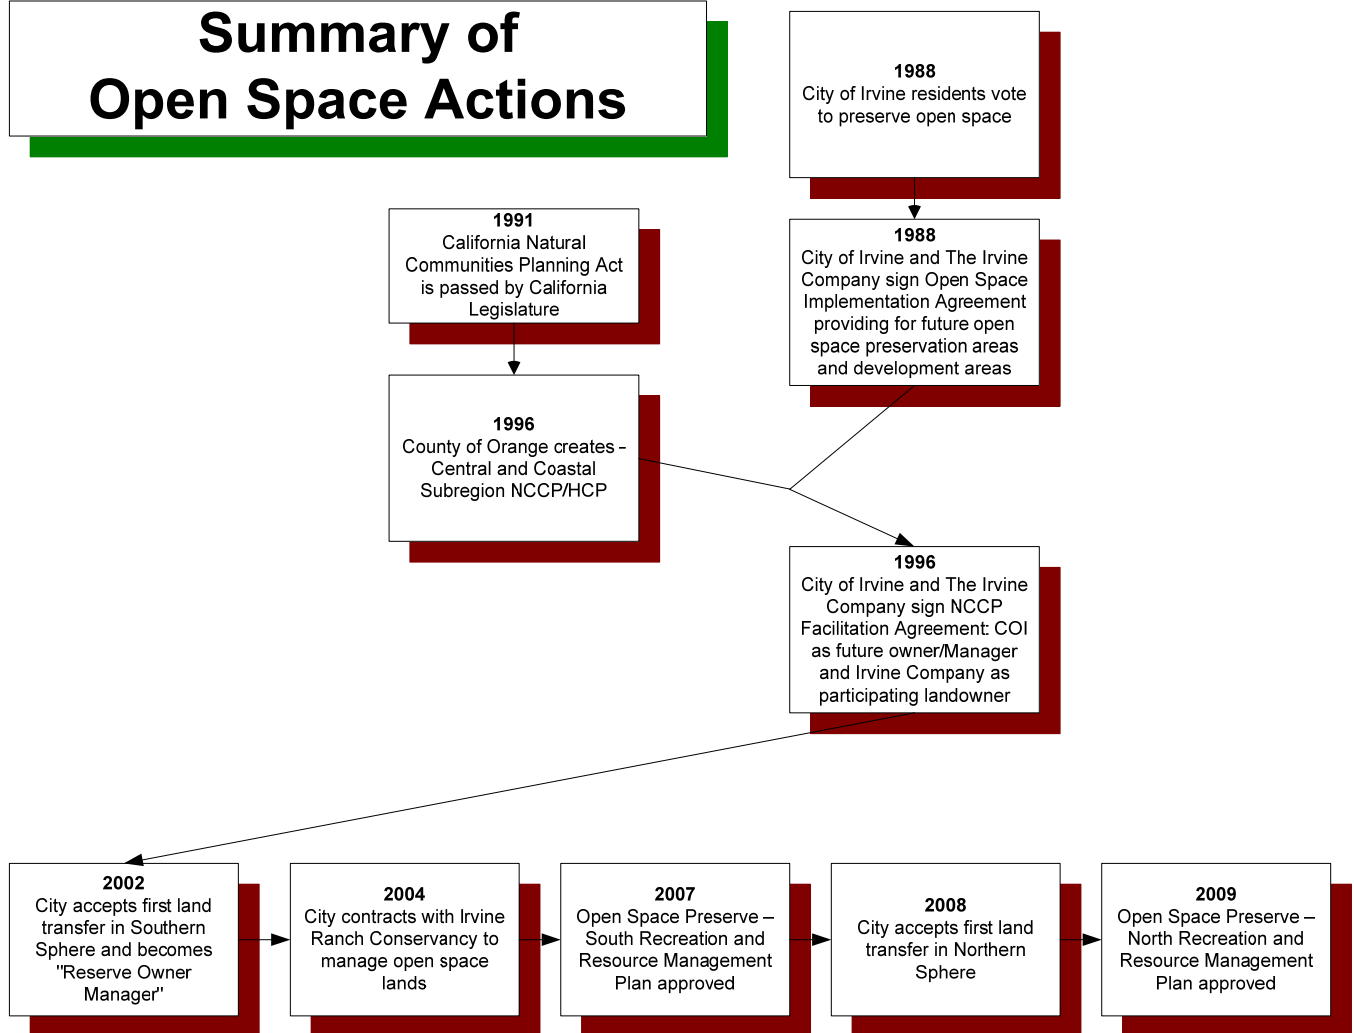 Summary of
Open Space Actions
1988
City of Irvine residents vote
to preserve open space
1988
City of Irvine and The Irvine
Company sign Open Space
Implementation Agreement
providing for future open
space preservation areas
and development areas
1991
California Natural
Communities Planning Act
is passed by California
Legislature
1996
County of Orange creates –
Central and Coastal
Subregion NCCP/HCP
1996
City of Irvine and The Irvine
Company sign NCCP
Facilitation Agreement: COI
as future owner/Manager
and Irvine Company as
participating landowner
2002
City accepts first land
transfer in Southern
Sphere and becomes
"Reserve Owner
Manager"
2004
City contracts with Irvine
Ranch Conservancy to
manage open space
lands
2007
Open Space Preserve –
South Recreation and
Resource Management
Plan approved
2008
City accepts first land
transfer in Northern
Sphere
2009
Open Space Preserve –
North Recreation and
Resource Management
Plan approved